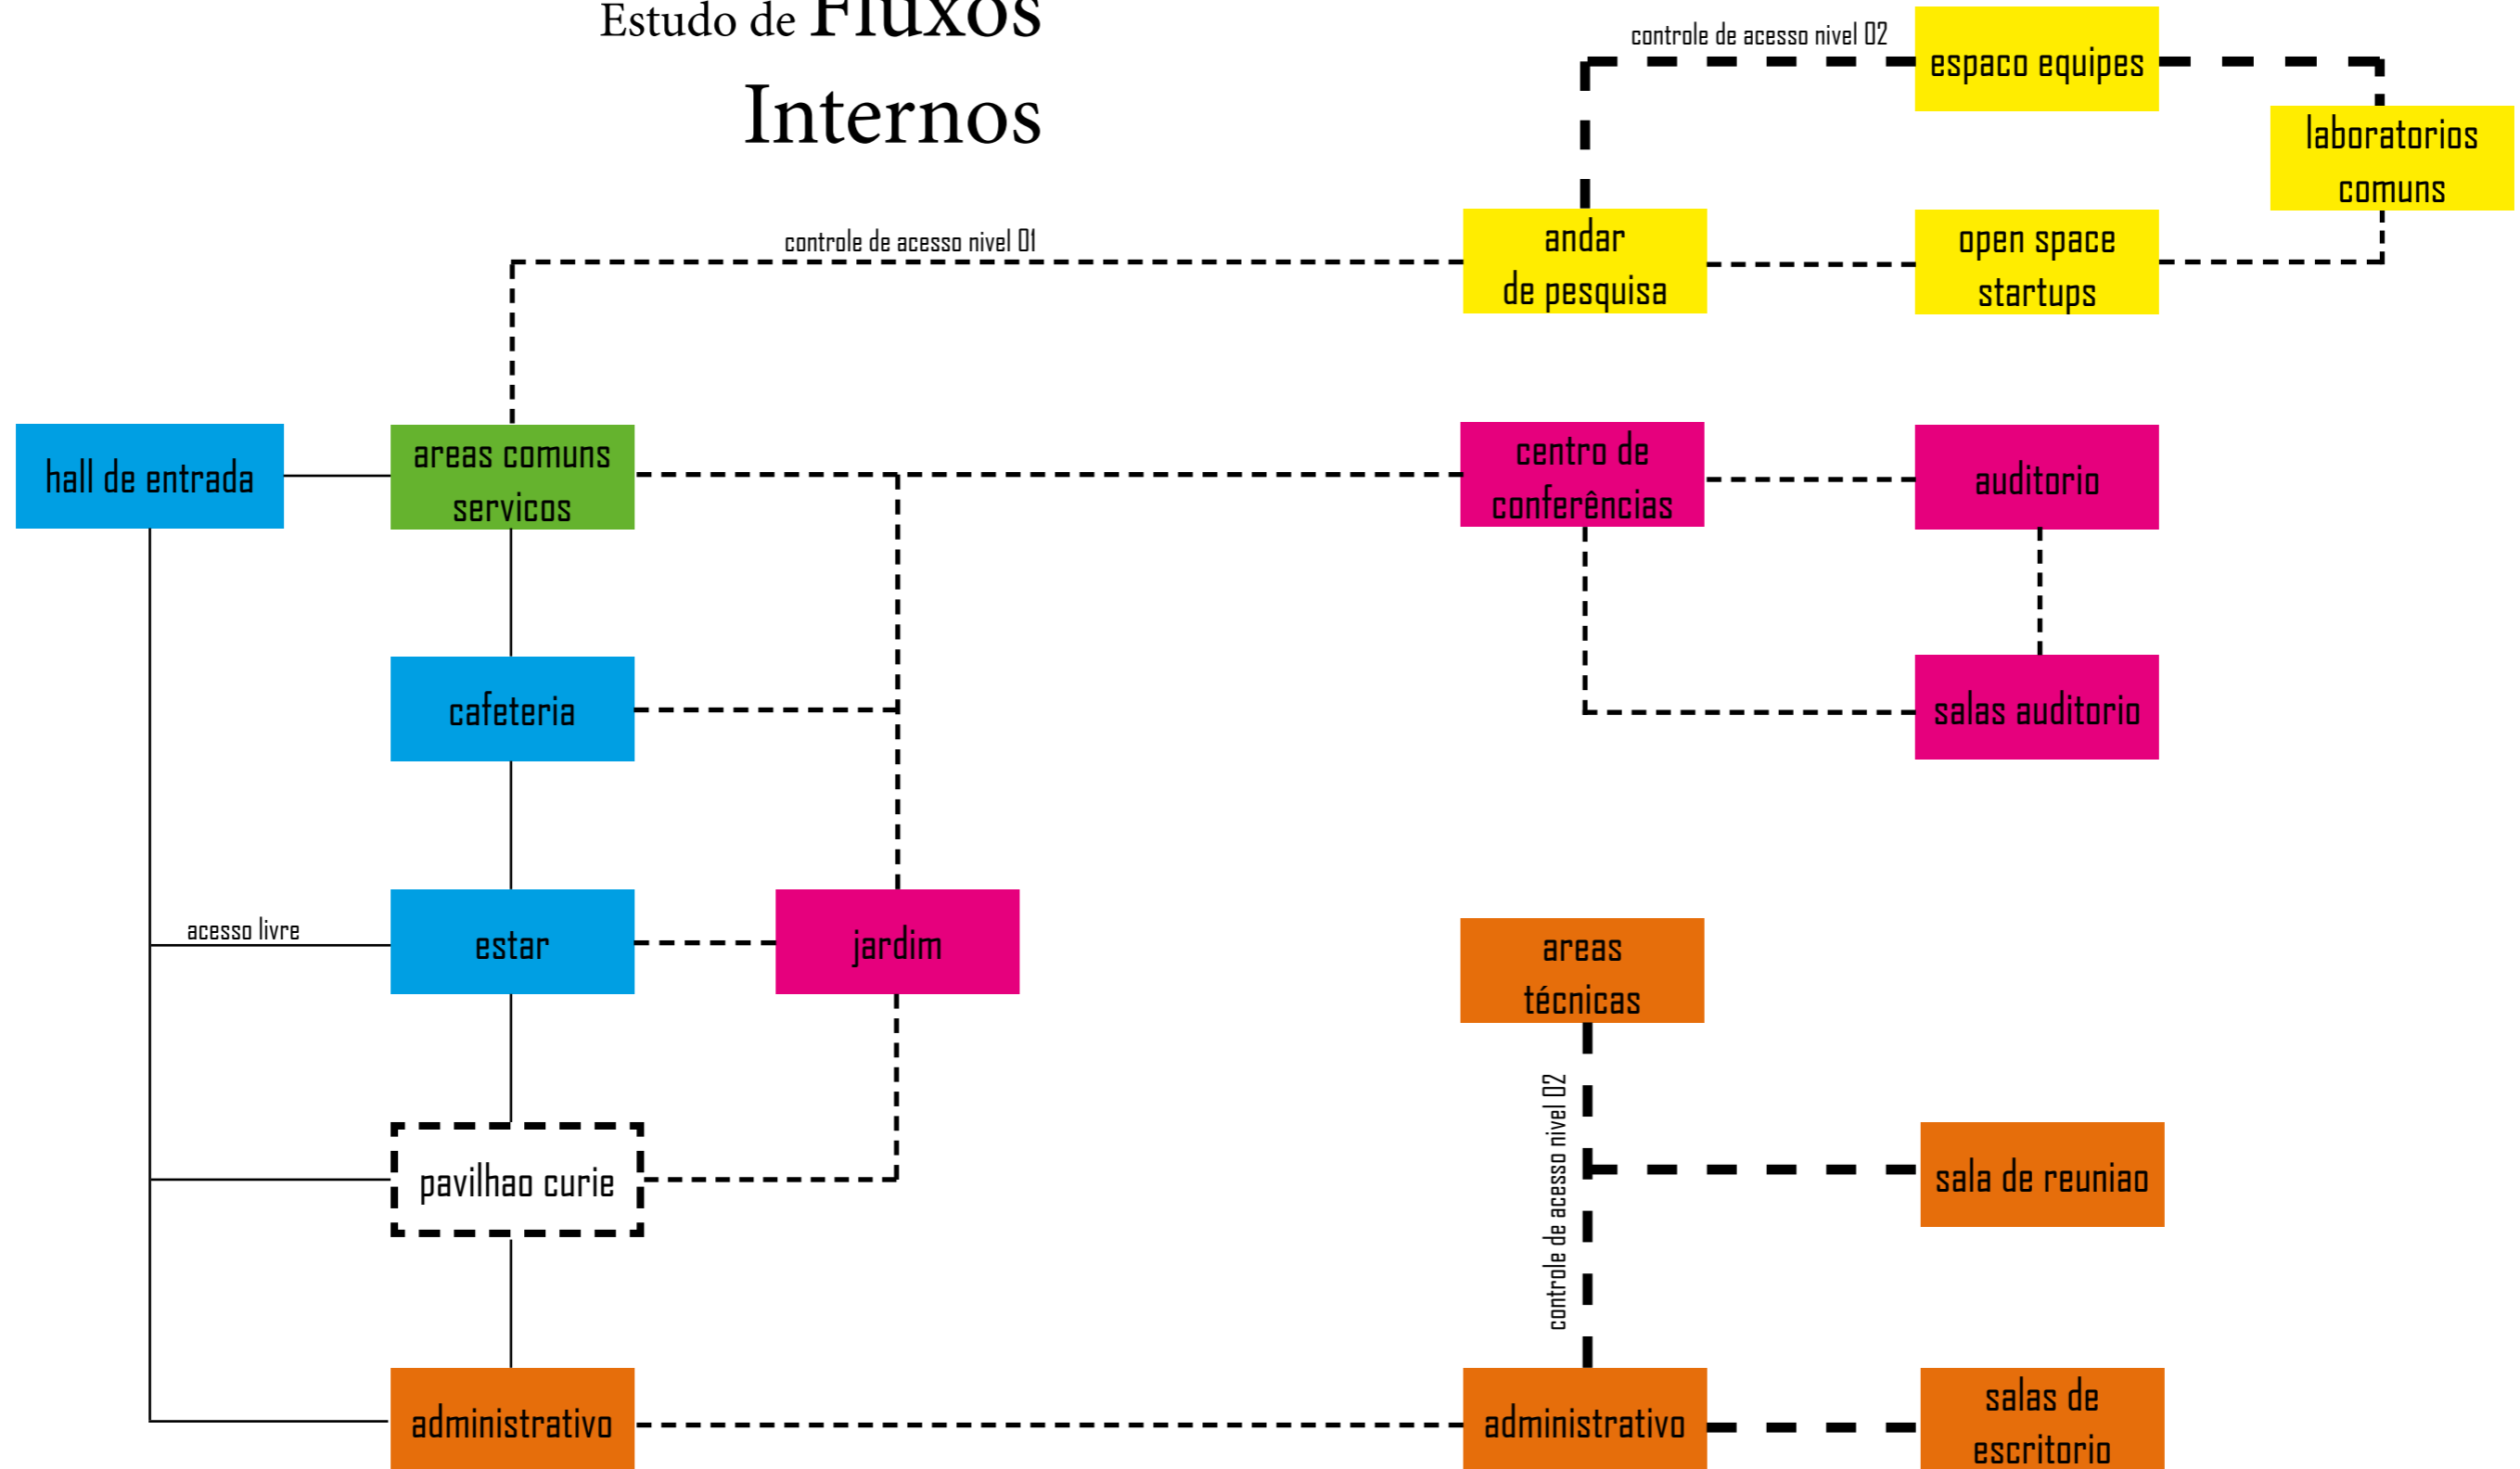 Estudo de Fluxos
Internos
controle de acesso nivel 02
espaco equipes
laboratorios
comuns
controle de acesso nivel 01
andar
de pesquisa
open space
startups
hall de entrada
areas comuns
servicos
centro de
conferências
auditorio
cafeteria
salas auditorio
acesso livre
estar
jardim
areas
técnicas
controle de acesso nivel 02
pavilhao curie
sala de reuniao
administrativo
administrativo
salas de
escritorio